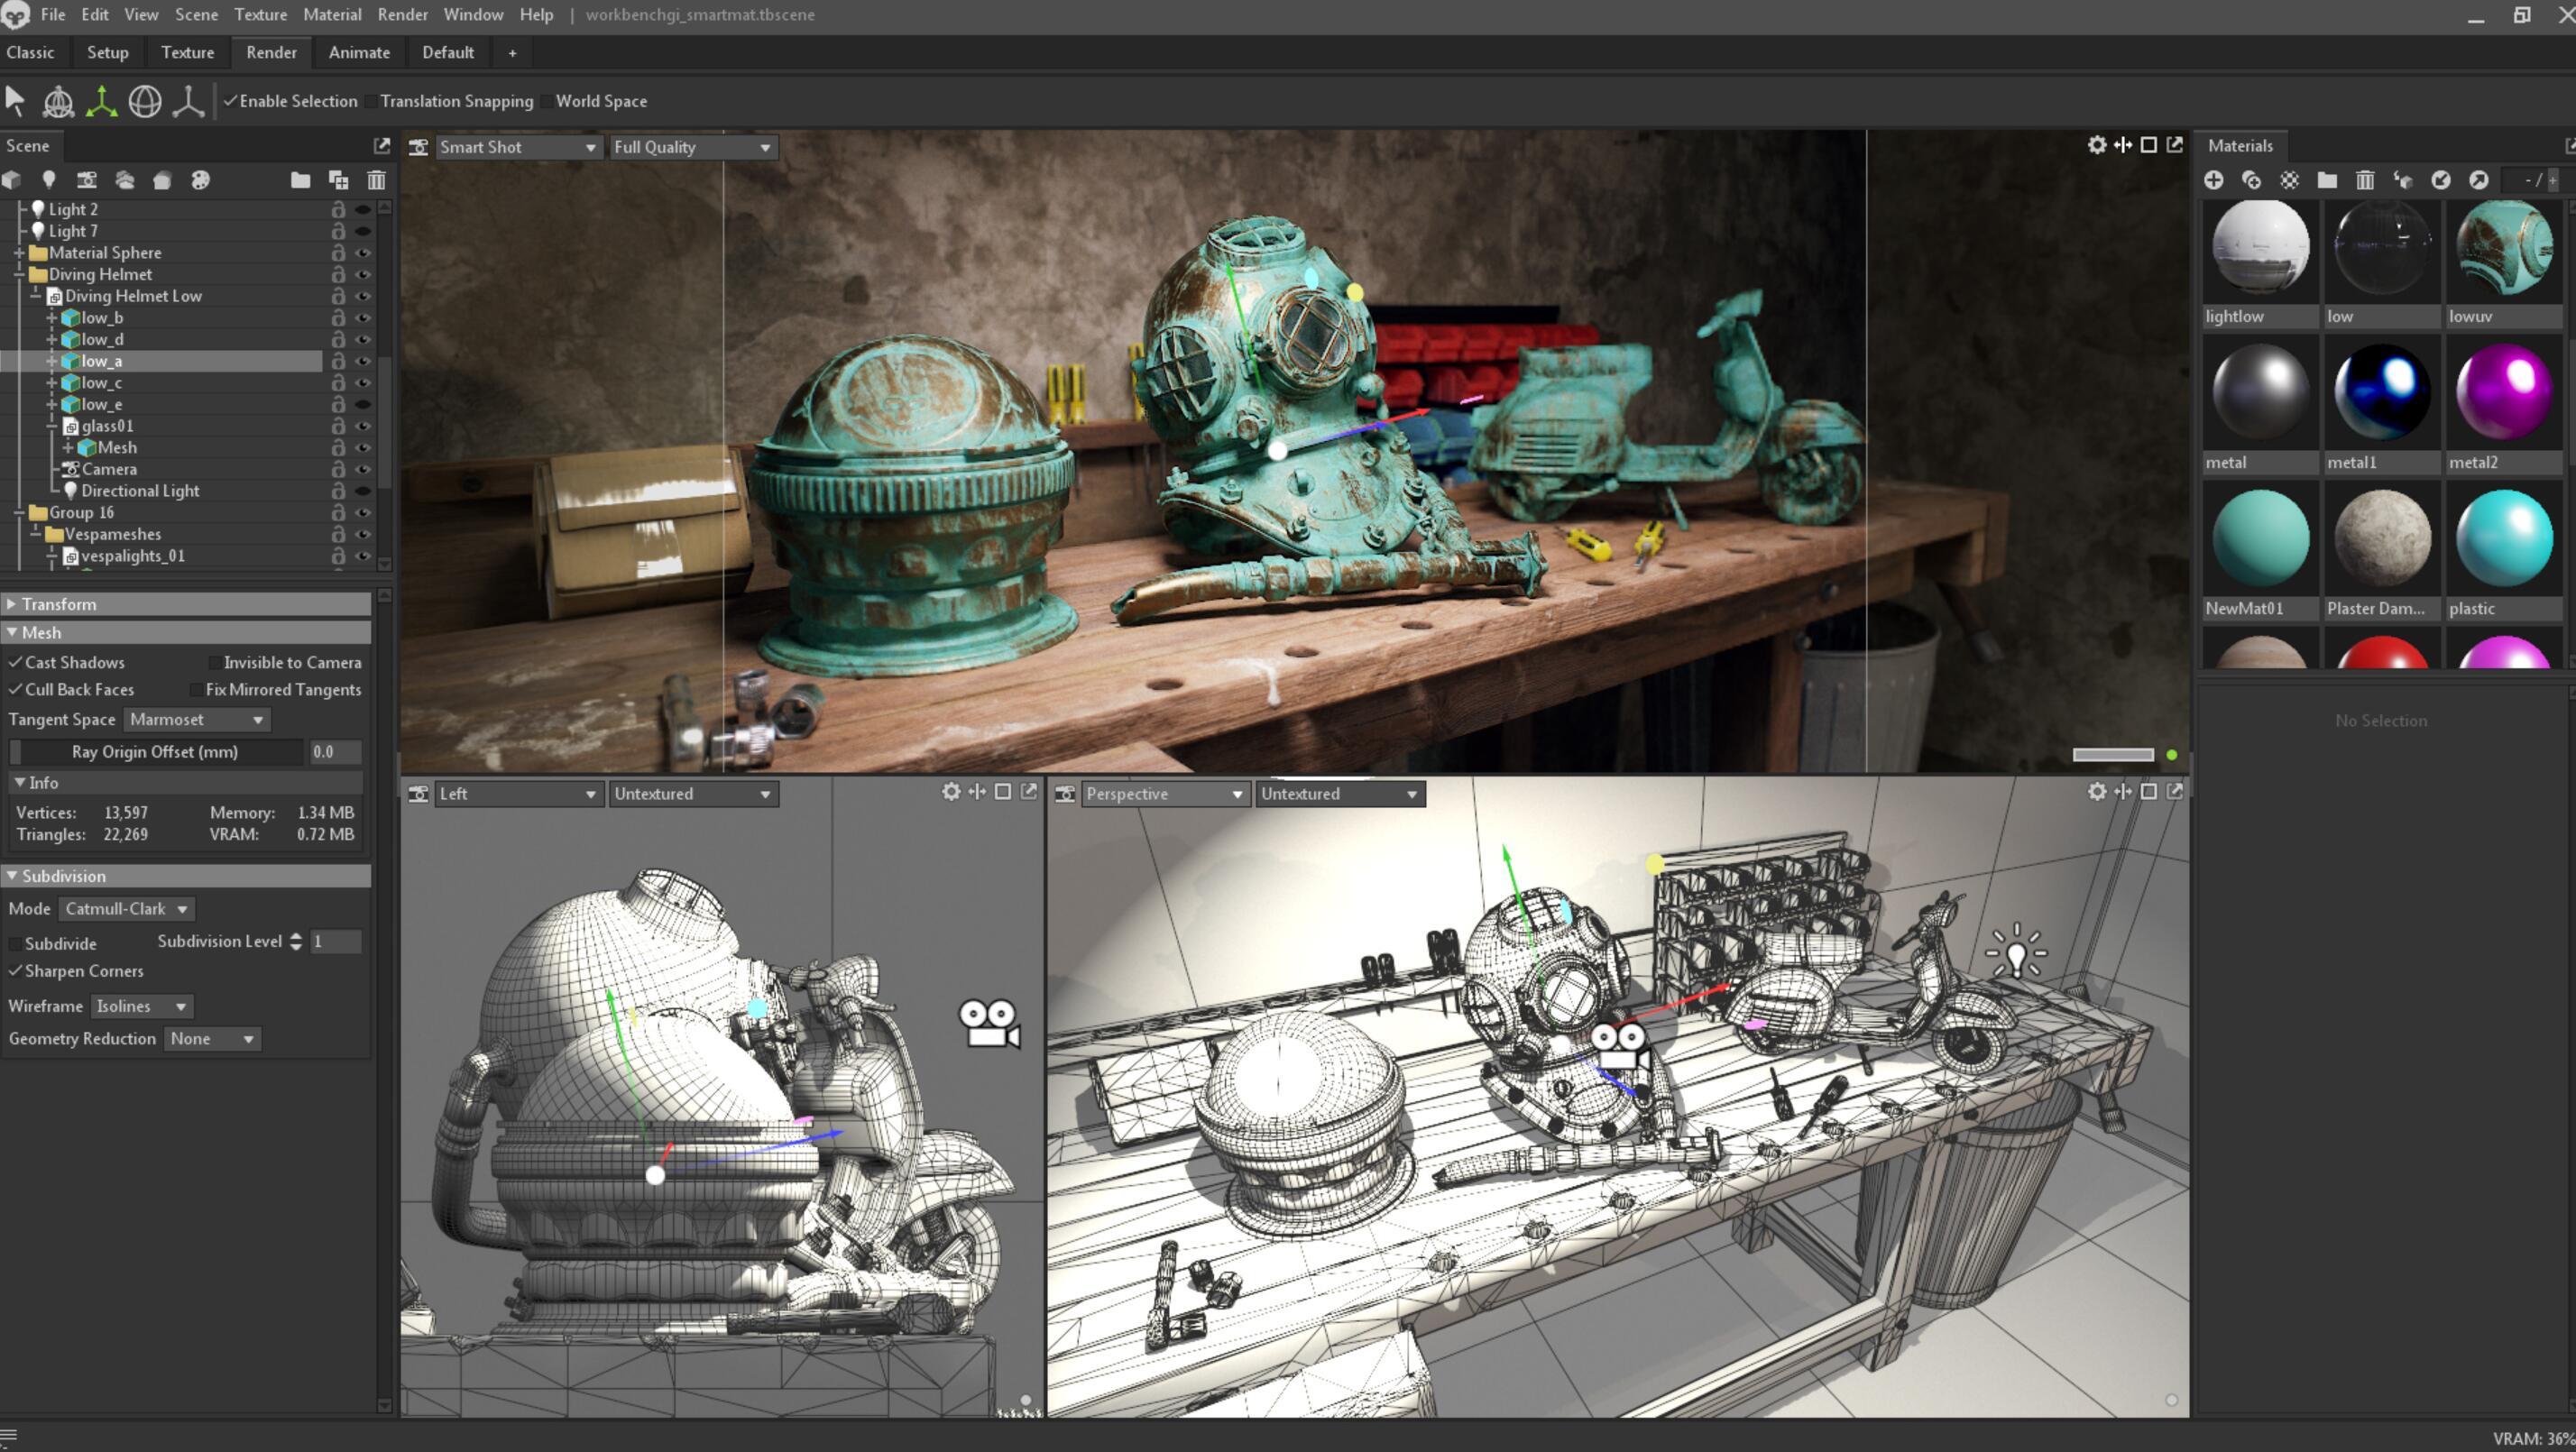 File Edit View Scene Texture Material Render Window Help | workbenchgi_smartmat.tbscene
Classic Setup Texture Render Animate Default +
Enable Selection Translation Snapping World Space
Scene
Light 2
Light 7
Material Sphere
Diving Helmet
Diving Helmet Low
low_b
low_d
low_a
low_c
low_e
glass01
Mesh
Camera
Directional Light
Group 16
Vespameshes
vespalights_01
Transform
Mesh
Cast Shadows Invisible to Camera
Cull Back Faces Fix Mirrored Tangents
Tangent Space Marmoset
Ray Origin Offset (mm) 0.0
Info
Vertices: 13,597 Memory: 1.34 MB
Triangles: 22,269 VRAM: 0.72 MB
Subdivision
Mode Catmull-Clark
Subdivide Subdivision Level 1
Sharpen Corners
Wireframe Isolines
Geometry Reduction None
Smart Shot Full Quality
Left Untextured
Perspective Untextured
Materials
- / +
lightlow low lowuv
metal metal1 metal2
NewMat01 Plaster Dam... plastic
No Selection
VRAM: 36%